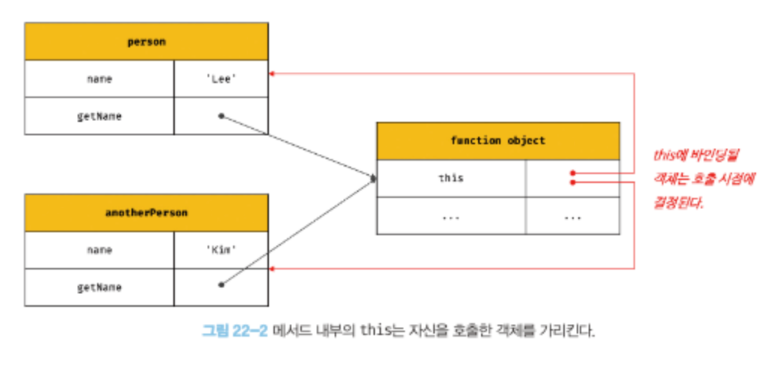 person
name 'Lee'
getName
function object
this
... ...
this에 바인딩될
객체는 호출 시점에
결정된다.
anotherPerson
name 'Kim'
getName
그림 22-2 메서드 내부의 this는 자신을 호출한 객체를 가리킨다.